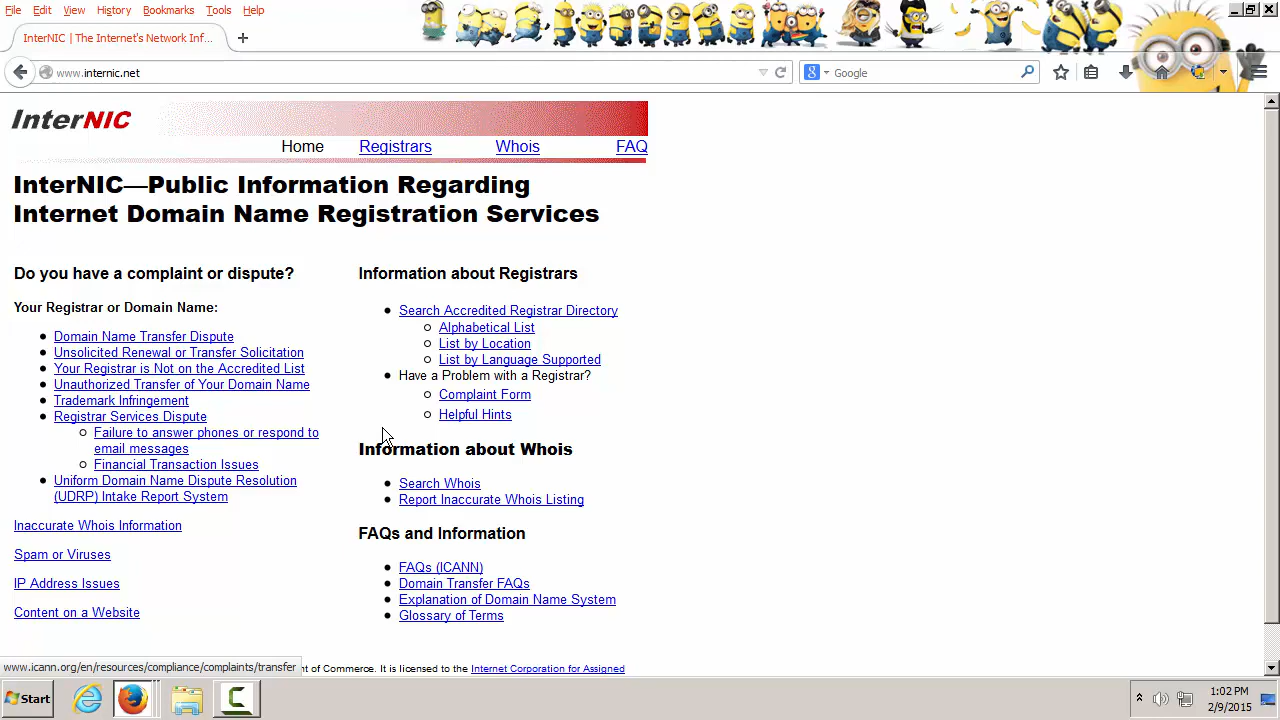 File Edit View History Bookmarks Tools Help
InterNIC | The Internet's Network Inf...
www.internic.net
Google
InterNIC
Home Registrars Whois FAQ
InterNIC—Public Information Regarding
Internet Domain Name Registration Services
Do you have a complaint or dispute?
Your Registrar or Domain Name:
Domain Name Transfer Dispute
Unsolicited Renewal or Transfer Solicitation
Your Registrar is Not on the Accredited List
Unauthorized Transfer of Your Domain Name
Trademark Infringement
Registrar Services Dispute
Failure to answer phones or respond to
email messages
Financial Transaction Issues
Uniform Domain Name Dispute Resolution
(UDRP) Intake Report System
Inaccurate Whois Information
Spam or Viruses
IP Address Issues
Content on a Website
Information about Registrars
Search Accredited Registrar Directory
Alphabetical List
List by Location
List by Language Supported
Have a Problem with a Registrar?
Complaint Form
Helpful Hints
Information about Whois
Search Whois
Report Inaccurate Whois Listing
FAQs and Information
FAQs (ICANN)
Domain Transfer FAQs
Explanation of Domain Name System
Glossary of Terms
www.icann.org/en/resources/compliance/complaints/transfer
nt of Commerce. It is licensed to the Internet Corporation for Assigned
Start
1:02 PM
2/9/2015